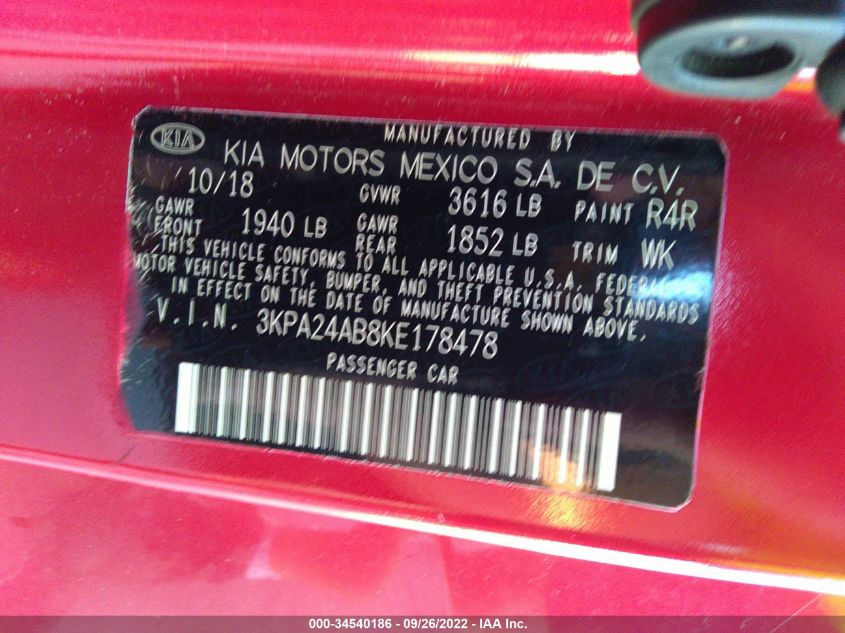 KIA
MANUFACTURED BY
KIA MOTORS MEXICO S.A. DE C.V.
10/18 GVWR 3616 LB PAINT R4R
GAWR FRONT 1940 LB GAWR REAR 1852 LB TRIM WK
THIS VEHICLE CONFORMS TO ALL APPLICABLE U.S.A. FEDERAL
MOTOR VEHICLE SAFETY, BUMPER, AND THEFT PREVENTION STANDARDS
IN EFFECT ON THE DATE OF MANUFACTURE SHOWN ABOVE.
V.I.N. 3KPA24AB8KE178478
PASSENGER CAR
000-34540186 - 09/26/2022 - IAA Inc.